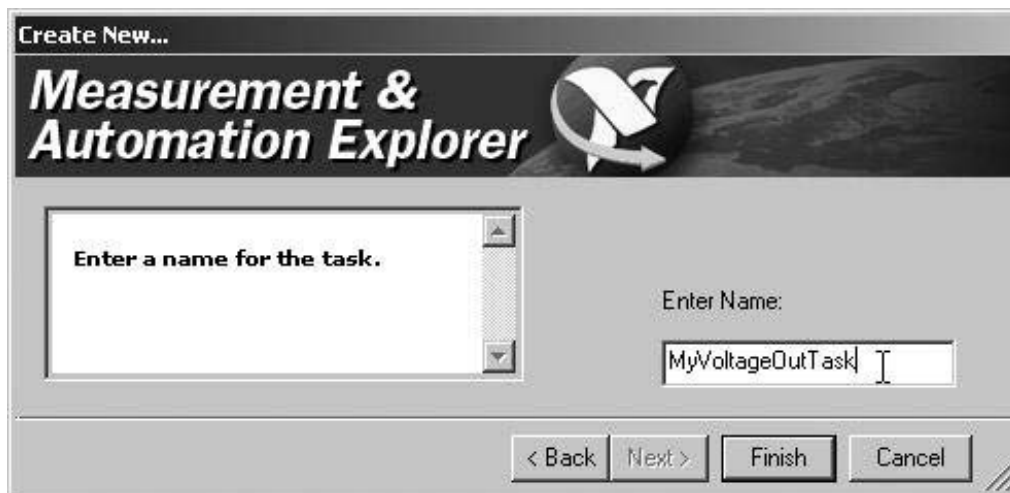 Create New...
Measurement &
Automation Explorer
Enter a name for the task.
Enter Name:
MyVoltageOutTask
< Back Next > Finish Cancel